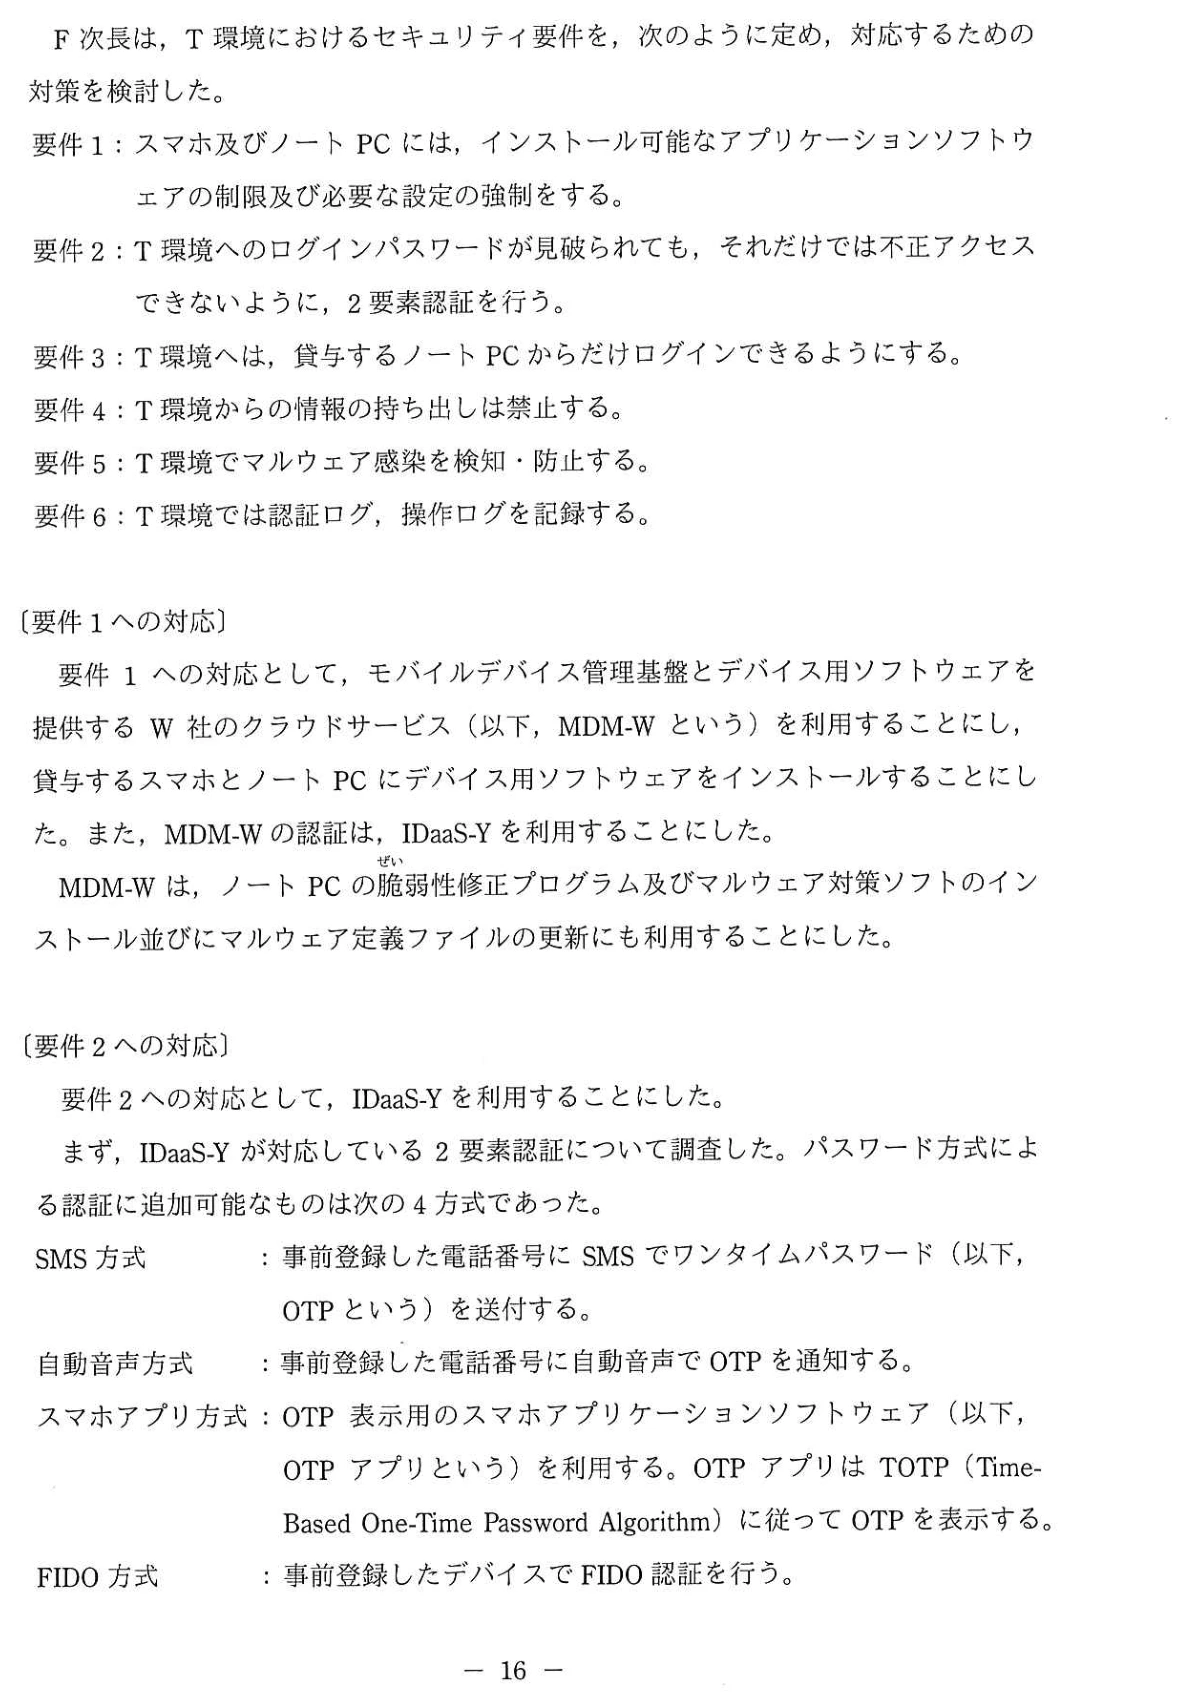 F 次長は，T 環境におけるセキュリティ要件を，次のように定め，対応するための
対策を検討した。
要件 1：スマホ及びノート PC には，インストール可能なアプリケーションソフトウ
ェアの制限及び必要な設定の強制をする。
要件 2：T 環境へのログインパスワードが見破られても，それだけでは不正アクセス
できないように，2 要素認証を行う。
要件 3：T 環境へは，貸与するノート PC からだけログインできるようにする。
要件 4：T 環境からの情報の持ち出しは禁止する。
要件 5：T 環境でマルウェア感染を検知・防止する。
要件 6：T 環境では認証ログ，操作ログを記録する。
〔要件 1 への対応〕
要件 1 への対応として，モバイルデバイス管理基盤とデバイス用ソフトウェアを
提供する W 社のクラウドサービス（以下，MDM-W という）を利用することにし，
貸与するスマホとノート PC にデバイス用ソフトウェアをインストールすることにし
た。また，MDM-W の認証は，IDaaS-Y を利用することにした。
ぜい
MDM-W は，ノート PC の脆弱性修正プログラム及びマルウェア対策ソフトのイン
ストール並びにマルウェア定義ファイルの更新にも利用することにした。
〔要件 2 への対応〕
要件 2 への対応として，IDaaS-Y を利用することにした。
まず，IDaaS-Y が対応している 2 要素認証について調査した。パスワード方式によ
る認証に追加可能なものは次の 4 方式であった。
SMS 方式 ：事前登録した電話番号に SMS でワンタイムパスワード（以下，
OTP という）を送付する。
自動音声方式 ：事前登録した電話番号に自動音声で OTP を通知する。
スマホアプリ方式：OTP 表示用のスマホアプリケーションソフトウェア（以下，
OTP アプリという）を利用する。OTP アプリは TOTP（Time-
Based One-Time Password Algorithm）に従って OTP を表示する。
FIDO 方式 ：事前登録したデバイスで FIDO 認証を行う。
－ 16 －